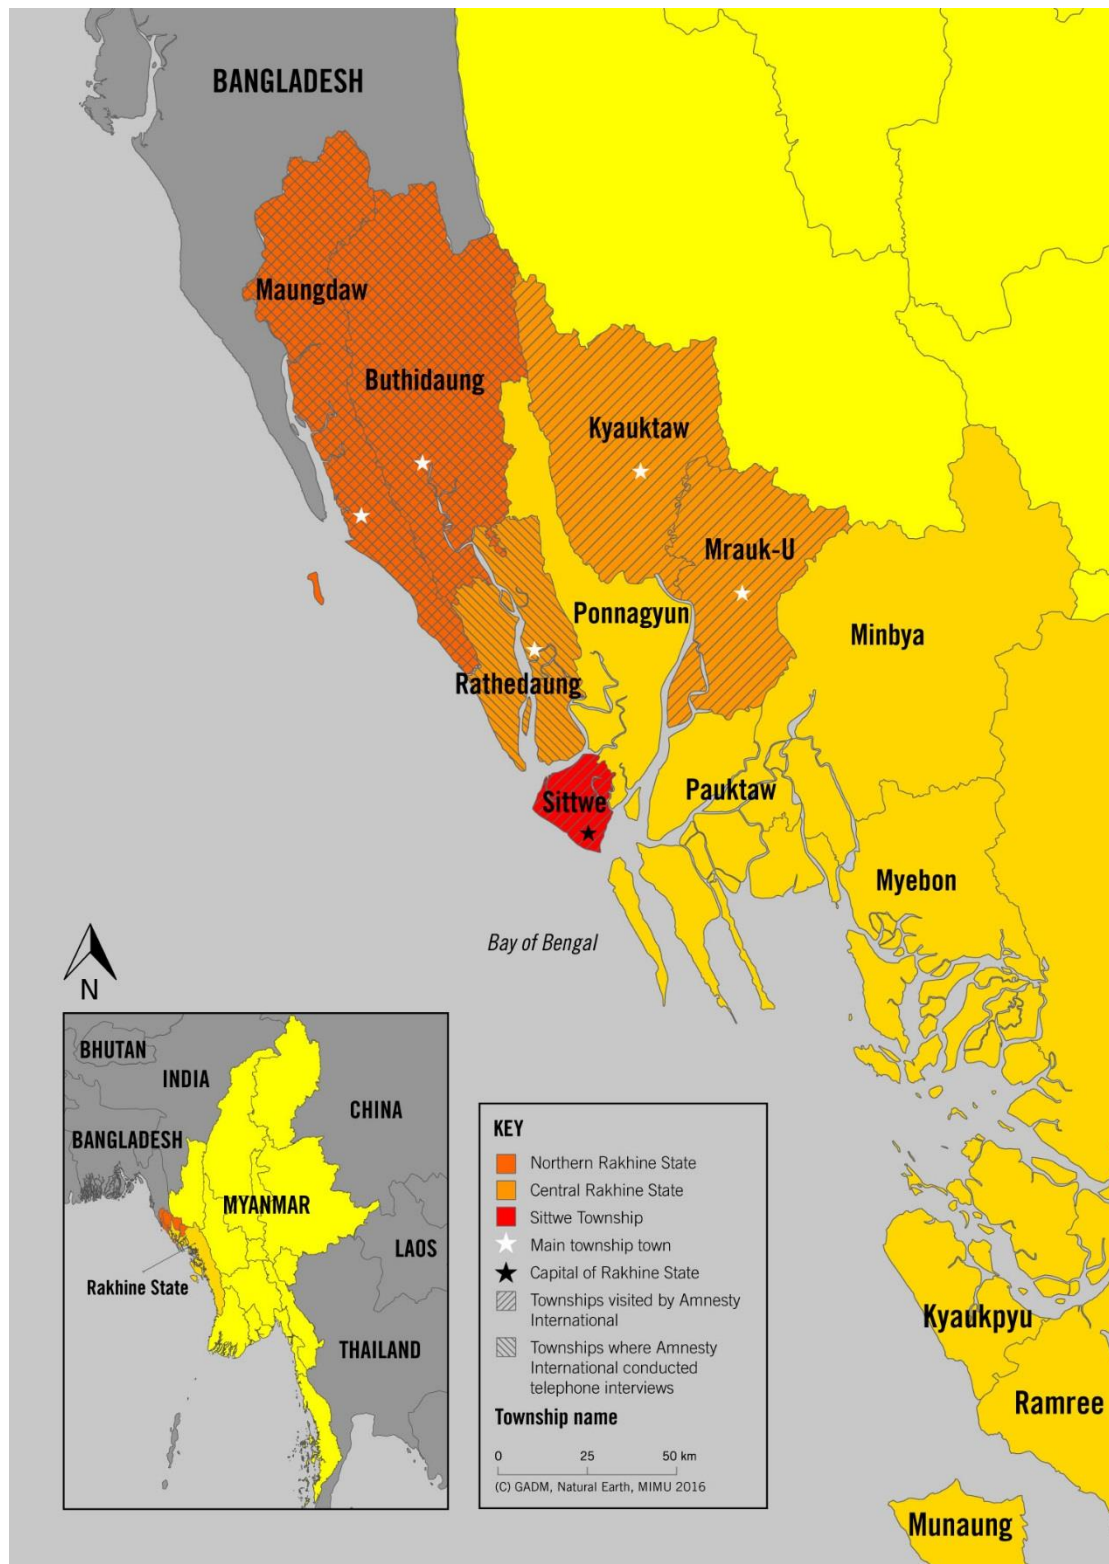 BANGLADESH
Maungdaw
Buthidaung
Kyauktaw
Mrauk-U
Ponnagyun
Minbya
Rathedaung
Sittwe
Pauktaw
Myebon
Bay of Bengal
N
BHUTAN
INDIA
CHINA
BANGLADESH
MYANMAR
LAOS
Rakhine State
THAILAND
KEY
Northern Rakhine State
Central Rakhine State
Sittwe Township
Main township town
Capital of Rakhine State
Townships visited by Amnesty
International
Townships where Amnesty
International conducted
telephone interviews
Township name
0 25 50 km
(C) GADM, Natural Earth, MIMU 2016
Kyaukpyu
Ramree
Munaung